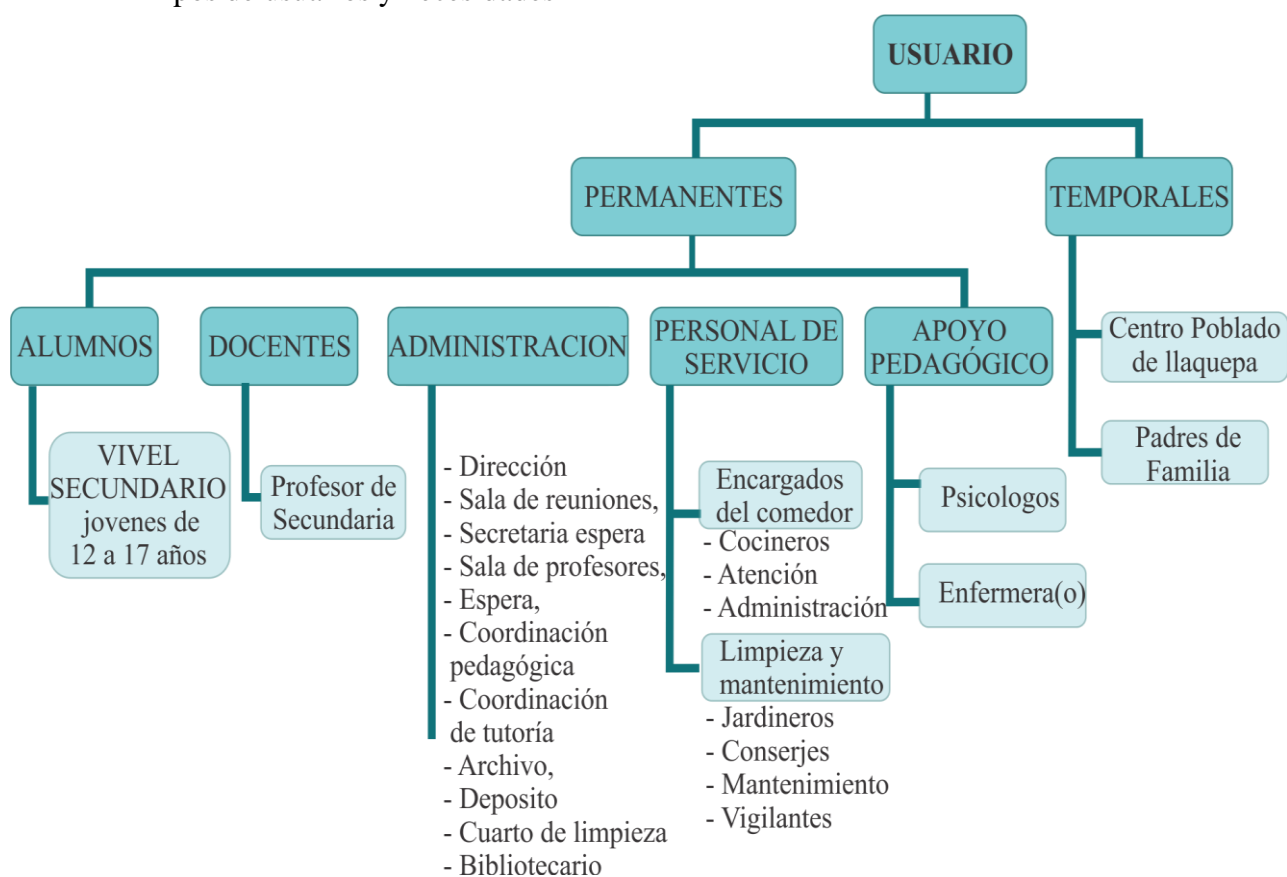 USUARIO
PERMANENTES
TEMPORALES
ALUMNOS
DOCENTES
ADMINISTRACION
PERSONAL DE
SERVICIO
APOYO
PEDAGÓGICO
VIVEL
SECUNDARIO
jovenes de
12 a 17 años
Profesor de
Secundaria
- Dirección
- Sala de reuniones,
- Secretaria espera
- Sala de profesores,
- Espera,
- Coordinación
pedagógica
- Coordinación
de tutoría
- Archivo,
- Deposito
- Cuarto de limpieza
- Bibliotecario
Encargados
del comedor
- Cocineros
- Atención
- Administración
Limpieza y
mantenimiento
- Jardineros
- Conserjes
- Mantenimiento
- Vigilantes
Psicologos
Enfermera(o)
Centro Poblado
de llaquepa
Padres de
Familia